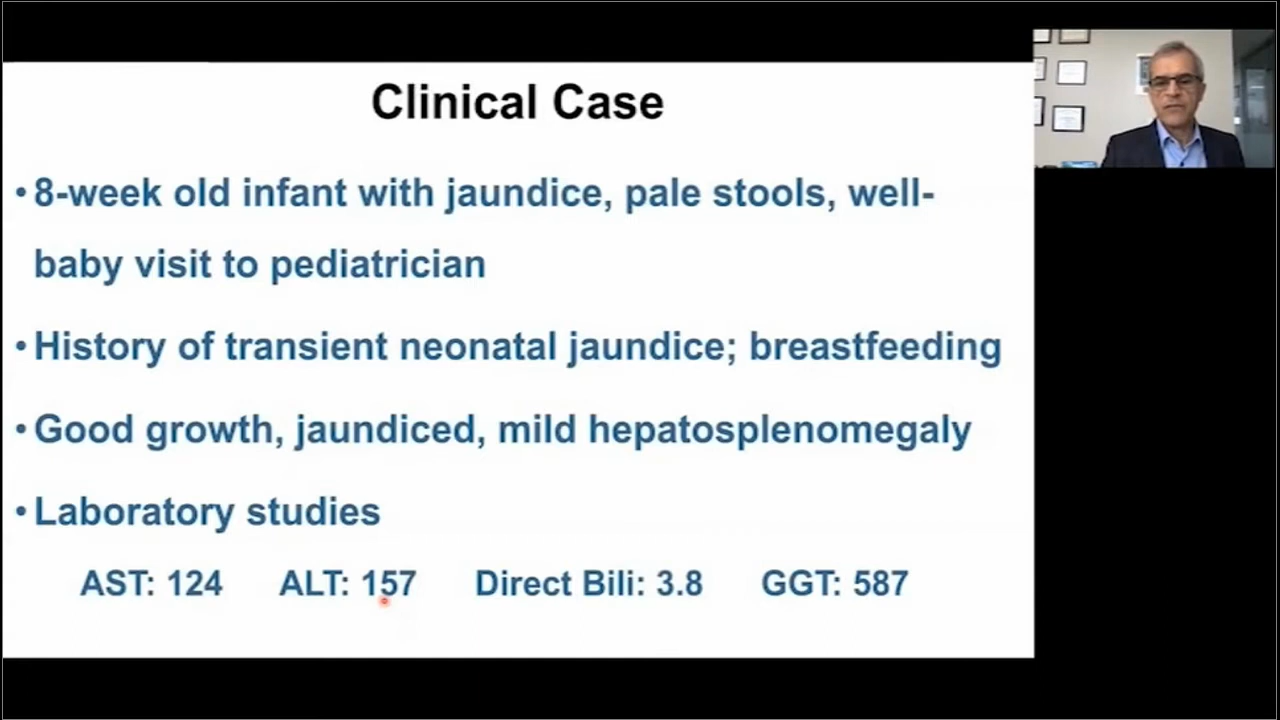 Clinical Case
• 8-week old infant with jaundice, pale stools, well-
baby visit to pediatrician
• History of transient neonatal jaundice; breastfeeding
• Good growth, jaundiced, mild hepatosplenomegaly
• Laboratory studies
AST: 124 ALT: 157 Direct Bili: 3.8 GGT: 587